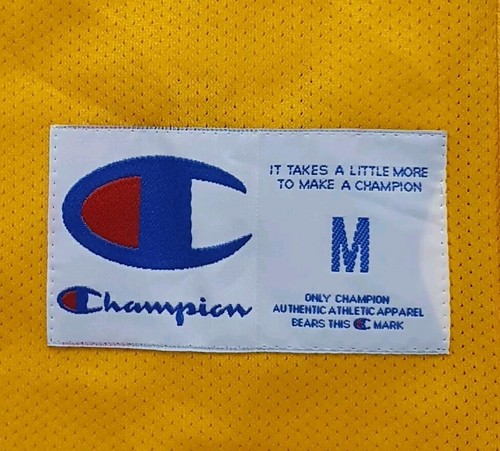 Champion
IT TAKES A LITTLE MORE
TO MAKE A CHAMPION
M
ONLY CHAMPION
AUTHENTIC ATHLETIC APPAREL
BEARS THIS C MARK